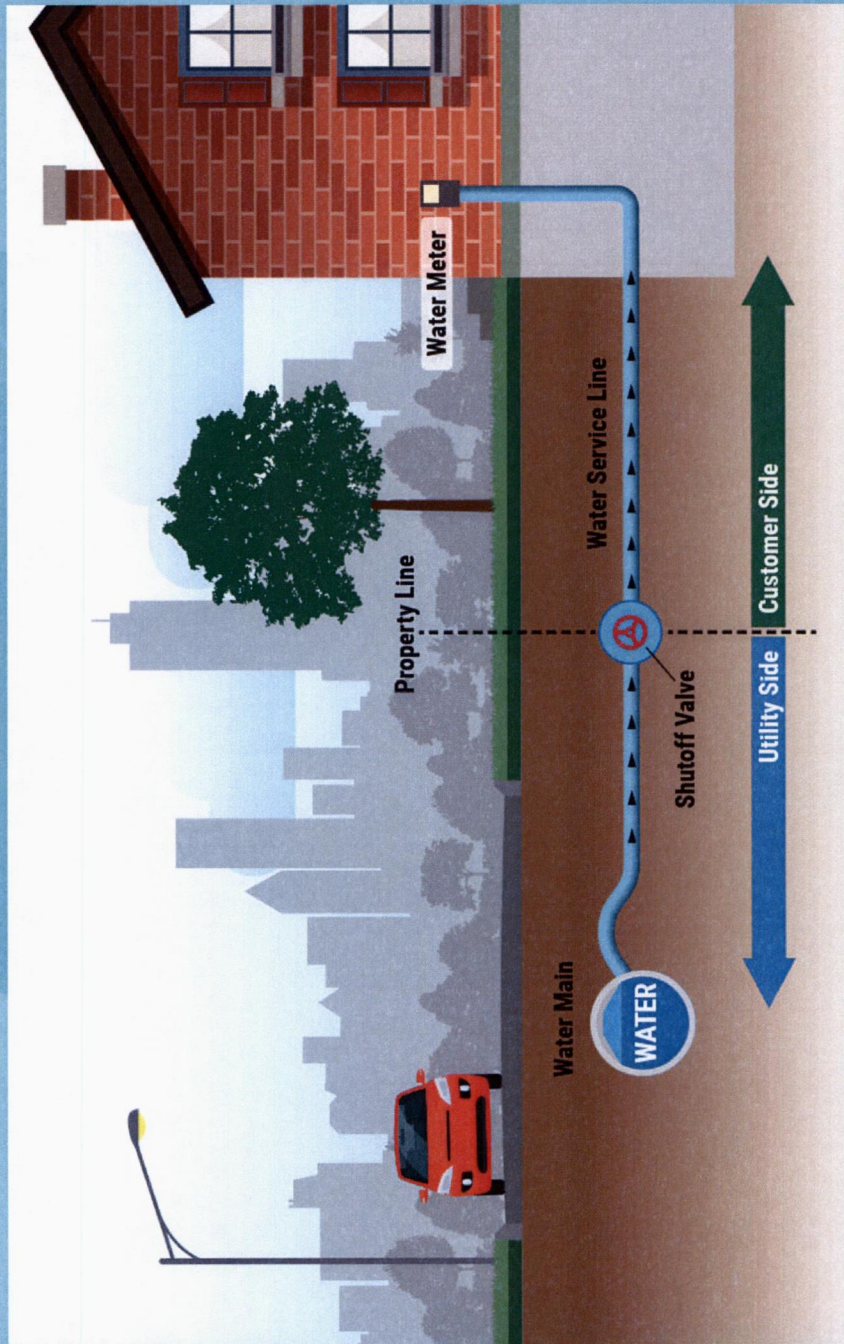 Water Meter
Property Line
Water Service Line
Shutoff Valve
Water Main
WATER
Utility Side
Customer Side